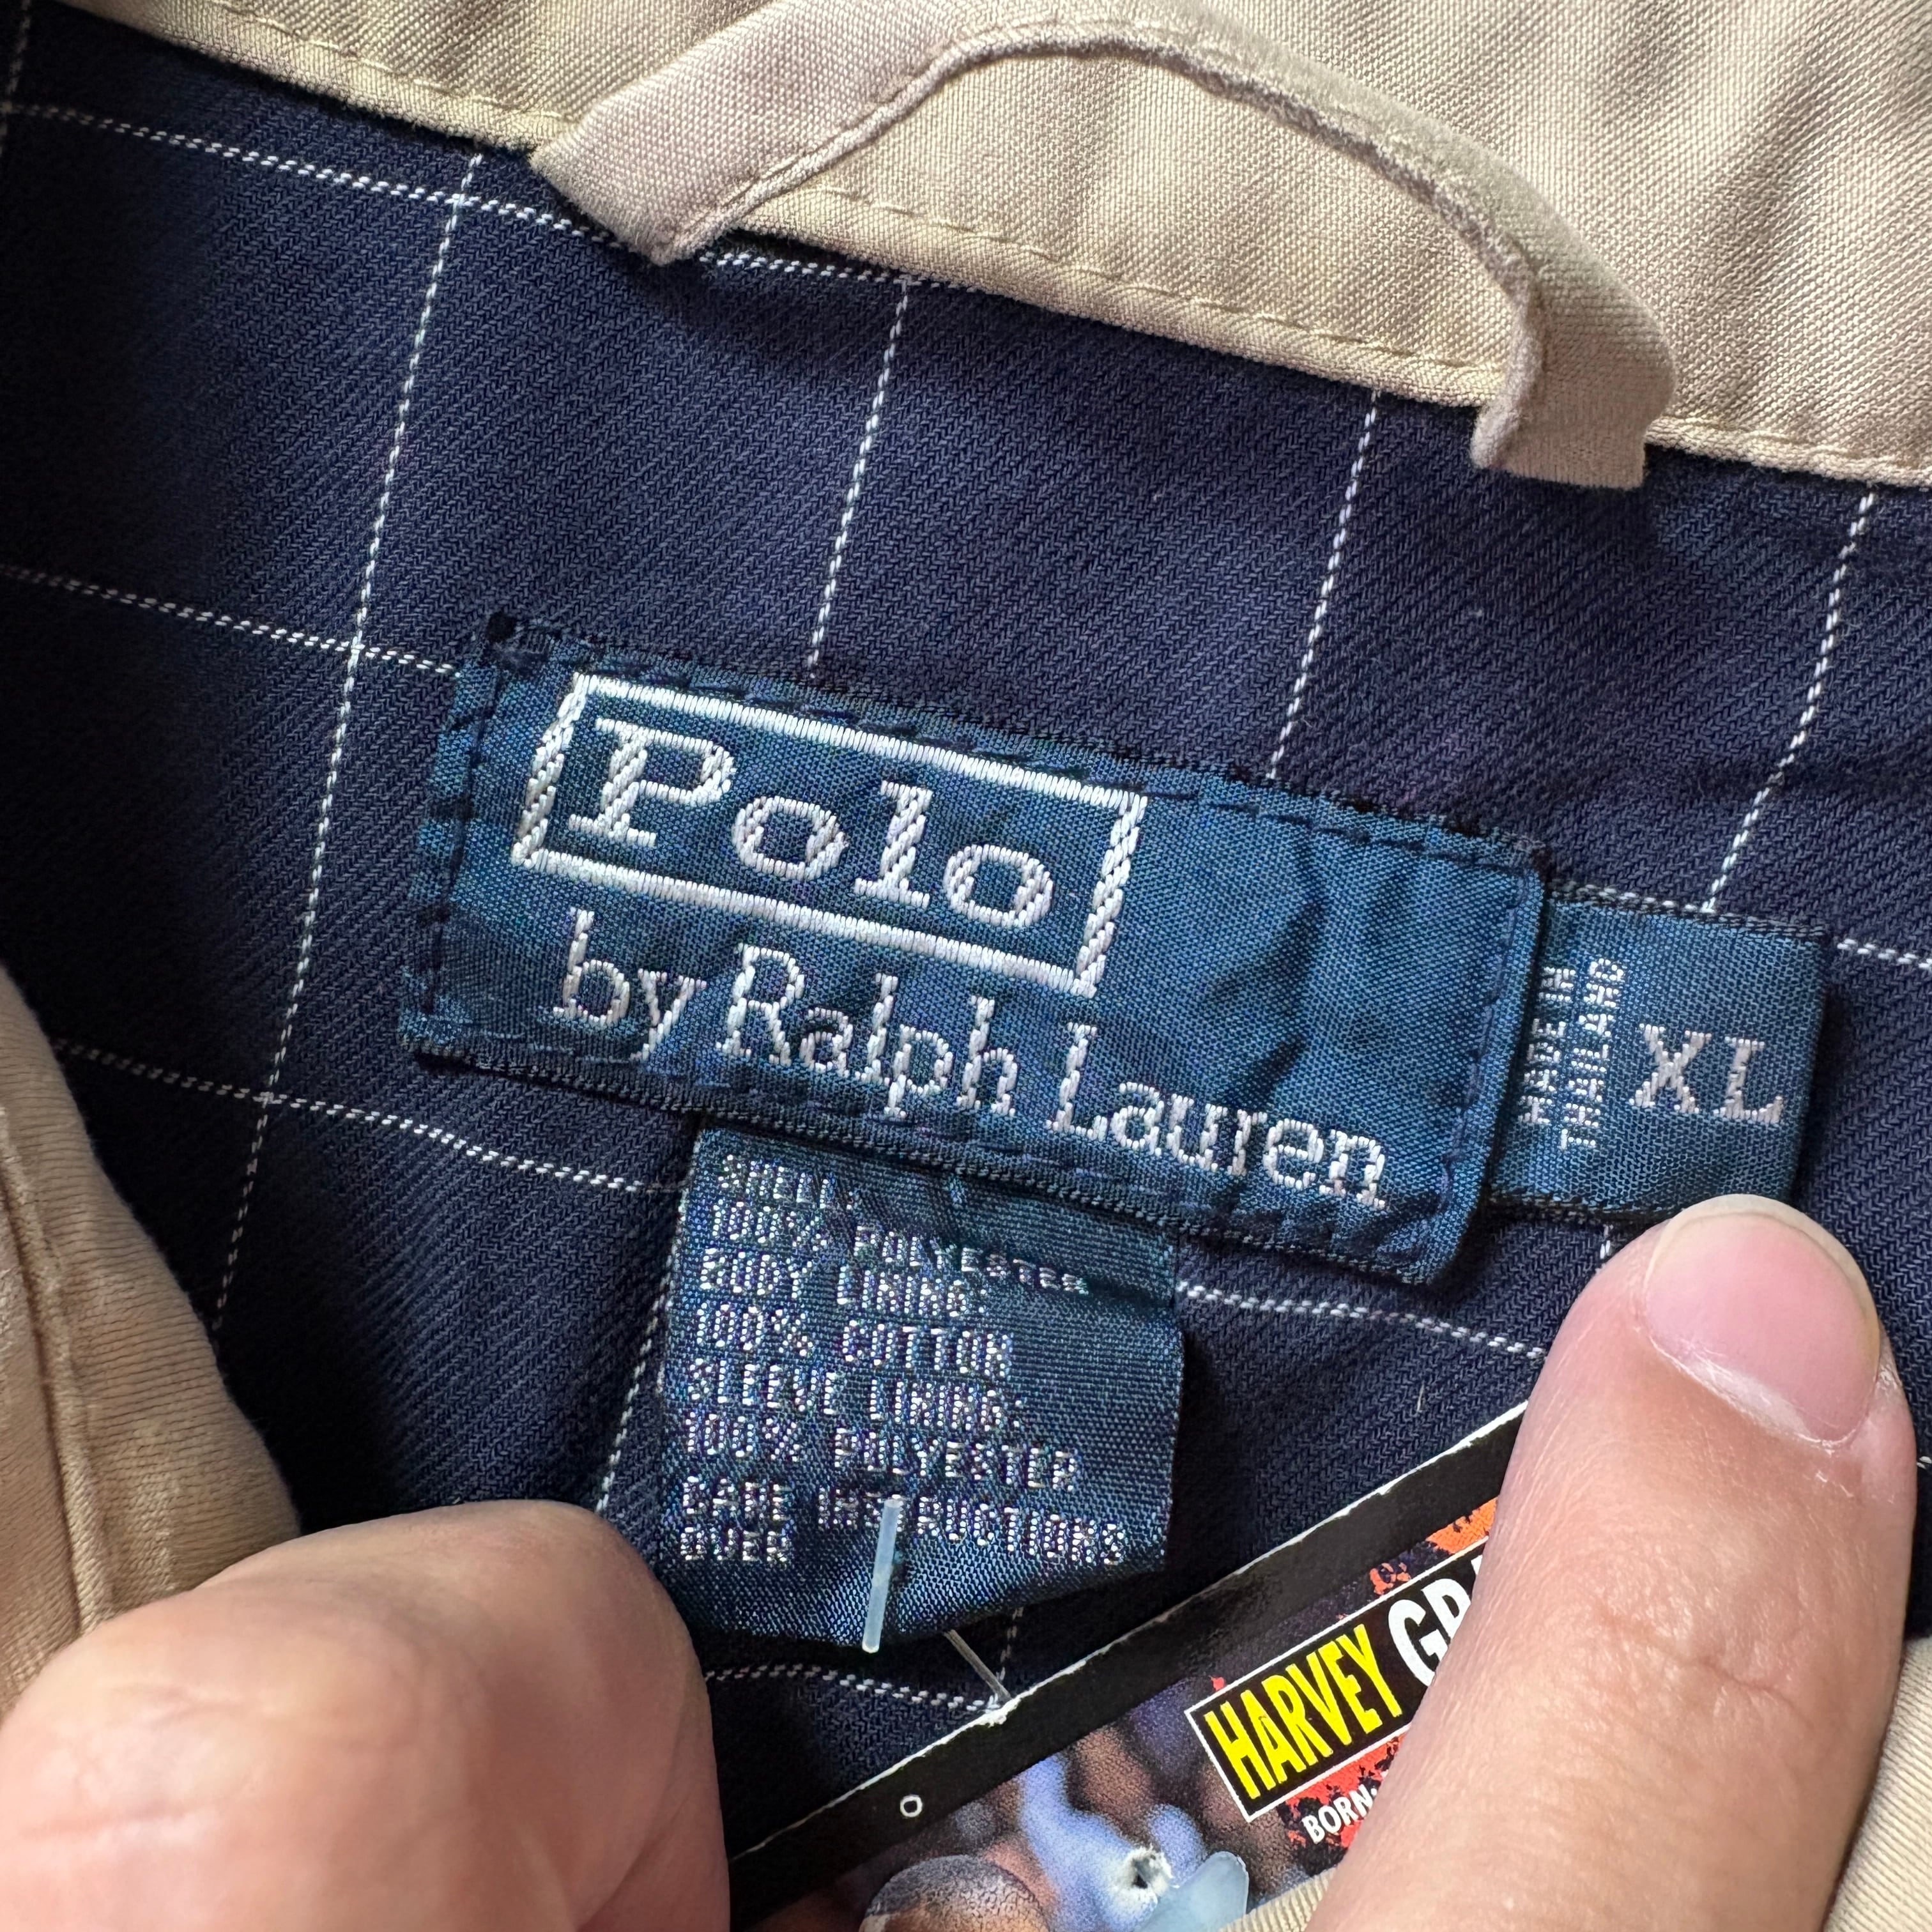 Polo
by Ralph Lauren
MADE IN
THAILAND
XL
SHELL:
100% POLYESTER
BODY LINING:
100% COTTON
SLEEVE LINING:
100% POLYESTER
CARE INSTRUCTIONS
OVER
HARVEY
BORN: